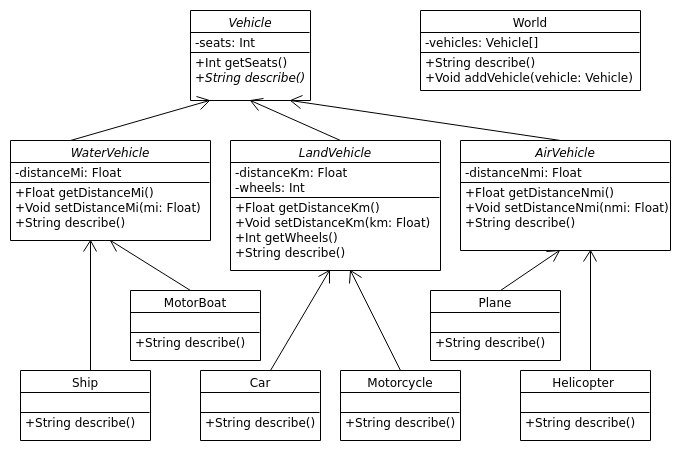 Vehicle
-seats: Int
+Int getSeats()
+String describe()
World
-vehicles: Vehicle[]
+String describe()
+Void addVehicle(vehicle: Vehicle)
WaterVehicle
-distanceMi: Float
+Float getDistanceMi()
+Void setDistanceMi(mi: Float)
+String describe()
LandVehicle
-distanceKm: Float
-wheels: Int
+Float getDistanceKm()
+Void setDistanceKm(km: Float)
+Int getWheels()
+String describe()
AirVehicle
-distanceNmi: Float
+Float getDistanceNmi()
+Void setDistanceNmi(nmi: Float)
+String describe()
MotorBoat
+String describe()
Plane
+String describe()
Ship
+String describe()
Car
+String describe()
Motorcycle
+String describe()
Helicopter
+String describe()